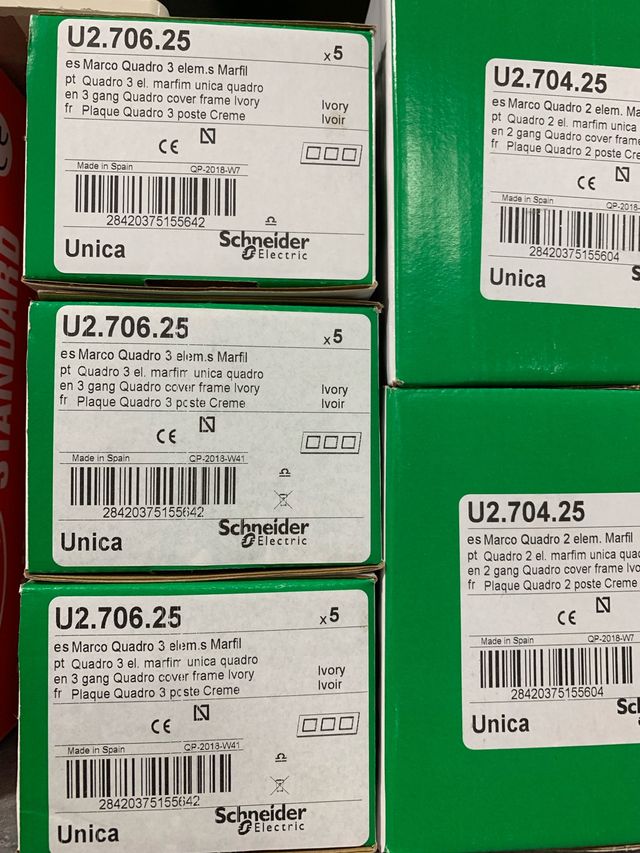 U2.706.25
x5
es Marco Quadro 3 elem.s Marfil
pt Quadro 3 el. marfim unica quadro
en 3 gang Quadro cover frame Ivory
fr Plaque Quadro 3 poste Creme
Ivory
Ivoir
CE N
Made in Spain QP-2018-W7
28420375155642
Unica
Schneider
Electric
U2.706.25
x5
es Marco Quadro 3 elem.s Marfil
pt Quadro 3 el. marfim unica quadro
en 3 gang Quadro cover frame Ivory
fr Plaque Quadro 3 poste Creme
Ivory
Ivoir
CE N
Made in Spain QP-2018-W41
28420375155642
Unica
Schneider
Electric
U2.706.25
x5
es Marco Quadro 3 elem.s Marfil
pt Quadro 3 el. marfim unica quadro
en 3 gang Quadro cover frame Ivory
fr Plaque Quadro 3 poste Creme
Ivory
Ivoir
CE N
Made in Spain QP-2018-W41
28420375155642
Unica
Schneider
Electric
U2.704.25
es Marco Quadro 2 elem. Ma
pt Quadro 2 el. marfim unica
en 2 gang Quadro cover fram
fr Plaque Quadro 2 poste Cre
CE N
Made in Spain QP-2018-
28420375155604
Unica
S
U2.704.25
es Marco Quadro 2 elem. Marfil
pt Quadro 2 el. marfim unica quad
en 2 gang Quadro cover frame Ivo
fr Plaque Quadro 2 poste Creme
CE N
Made in Spain QP-2018-W7
28420375155604
Unica
Sc
STANDARD
CE